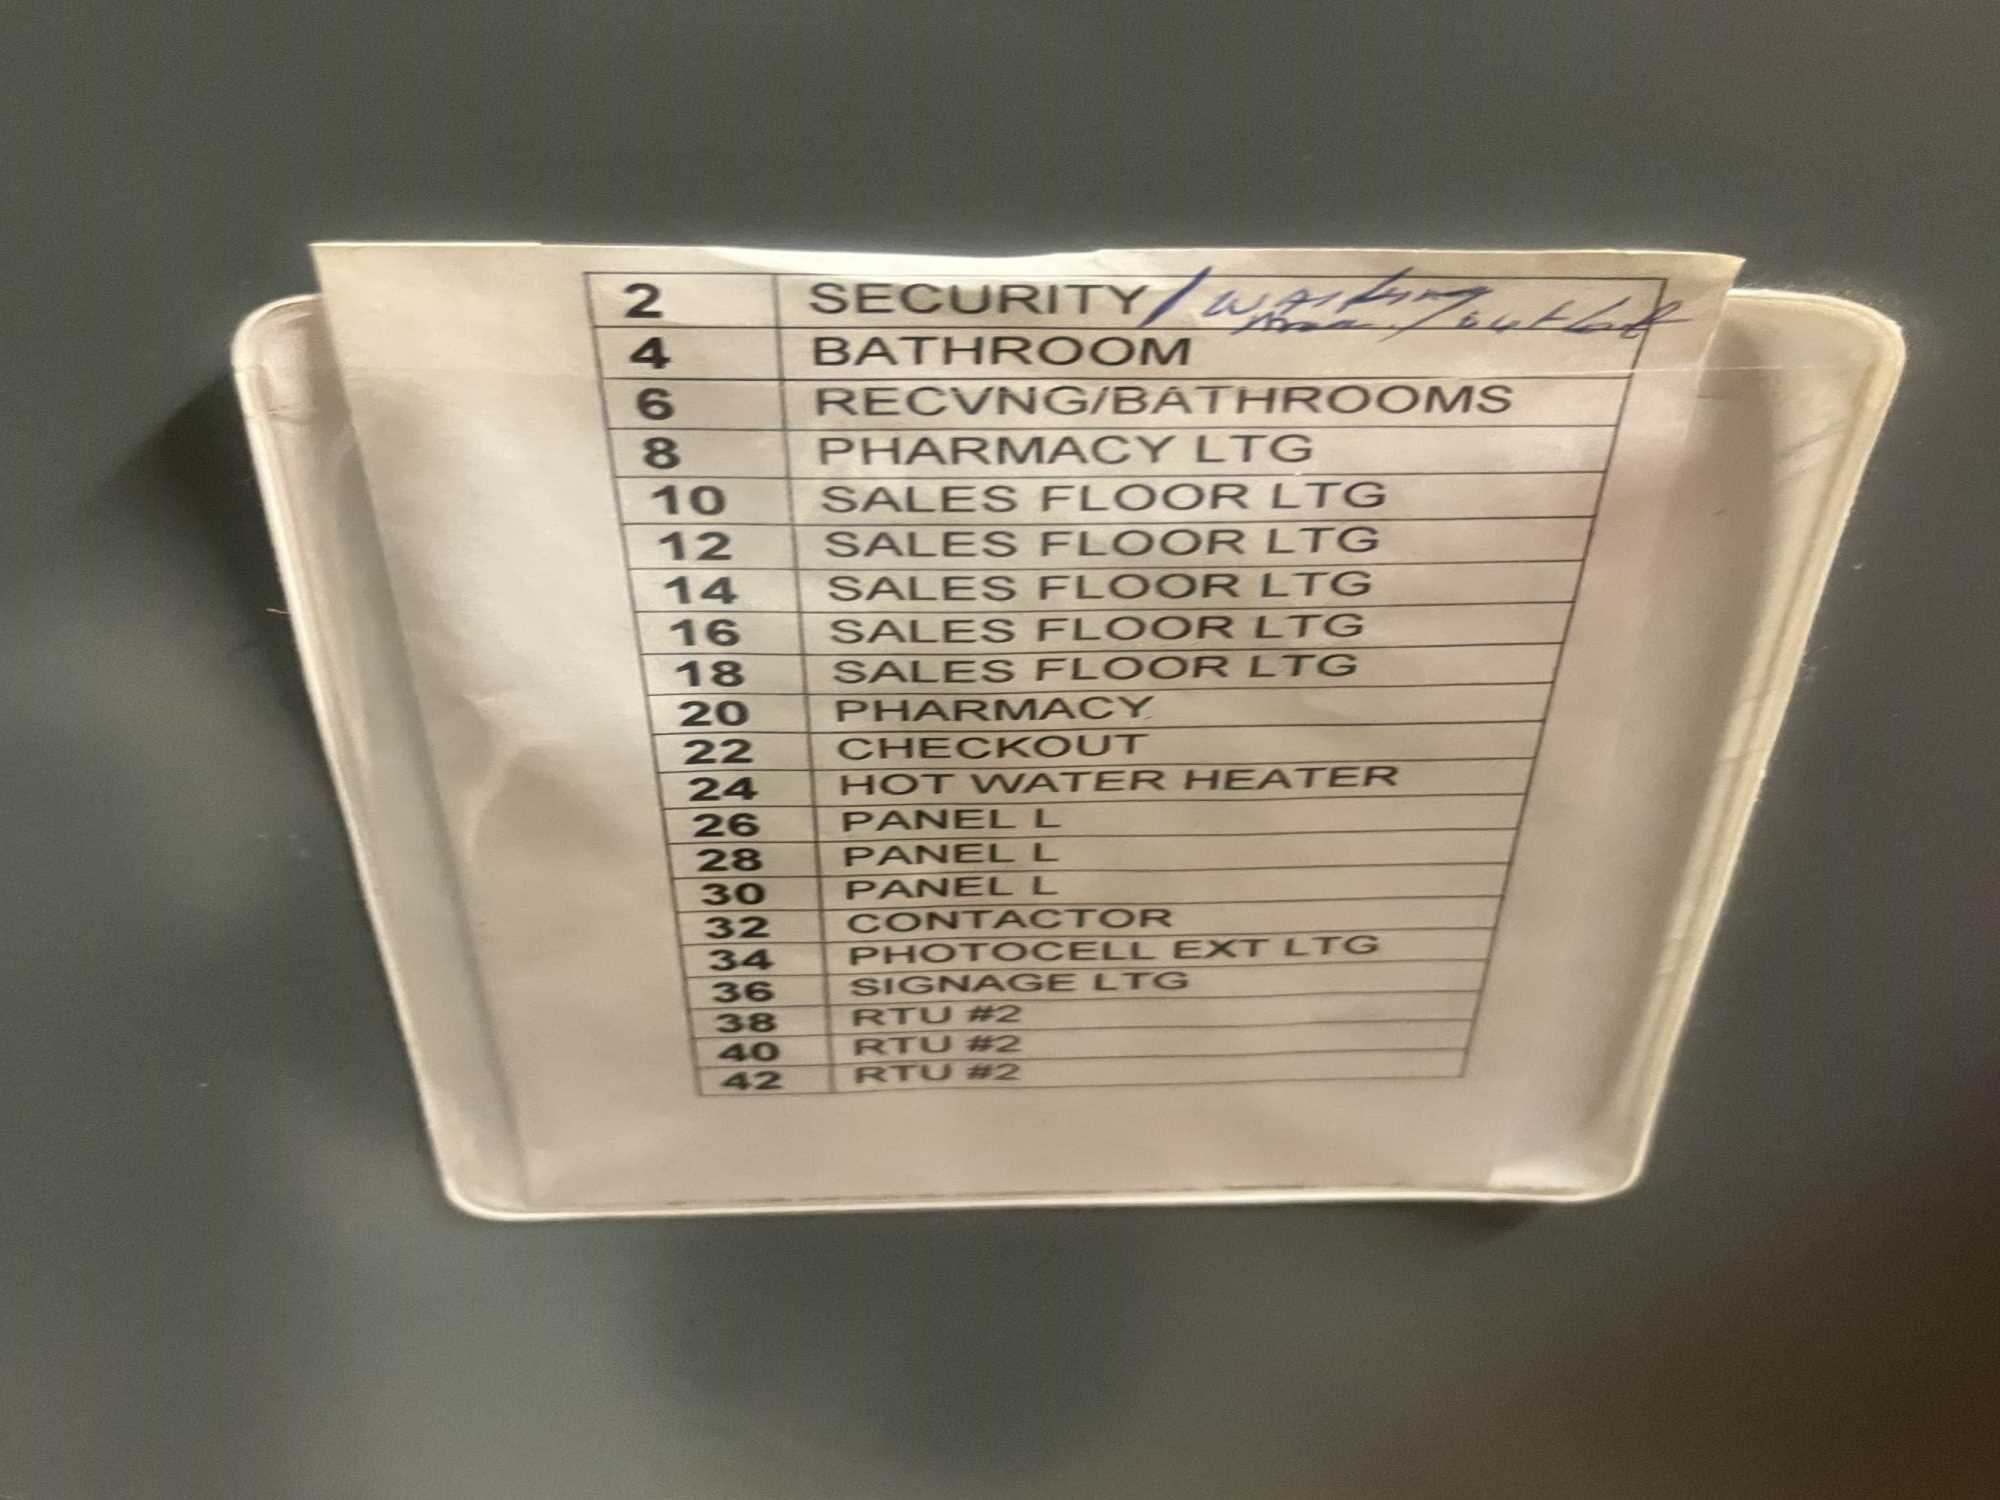 2 SECURITY / Waiting
Area / outlet
4 BATHROOM
6 RECVNG/BATHROOMS
8 PHARMACY LTG
10 SALES FLOOR LTG
12 SALES FLOOR LTG
14 SALES FLOOR LTG
16 SALES FLOOR LTG
18 SALES FLOOR LTG
20 PHARMACY
22 CHECKOUT
24 HOT WATER HEATER
26 PANEL L
28 PANEL L
30 PANEL L
32 CONTACTOR
34 PHOTOCELL EXT LTG
36 SIGNAGE LTG
38 RTU #2
40 RTU #2
42 RTU #2